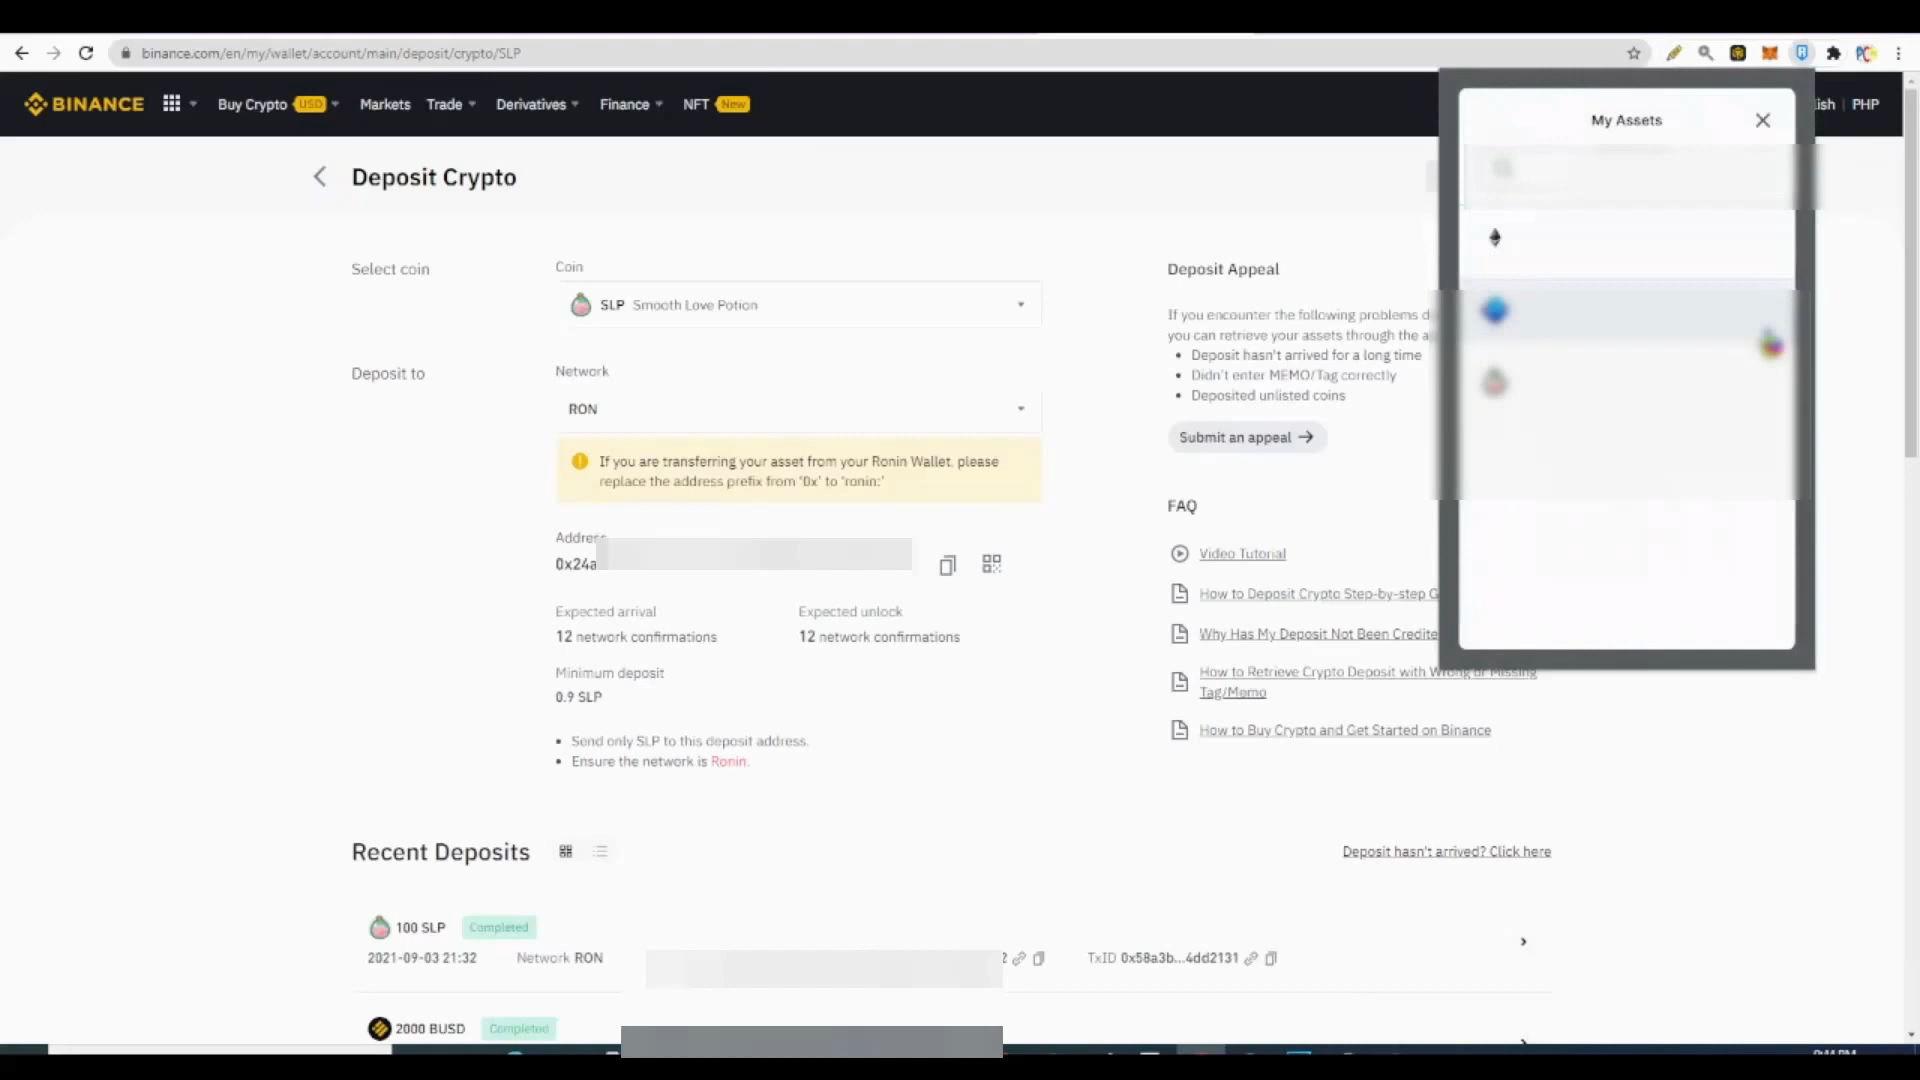 binance.com/en/my/wallet/account/main/deposit/crypto/SLP
BINANCE Buy Crypto USD Markets Trade Derivatives Finance NFT New ish PHP
My Assets
Deposit Crypto
Select coin
Coin
SLP Smooth Love Potion
Deposit to
Network
RON
If you are transferring your asset from your Ronin Wallet, please
replace the address prefix from '0x' to 'ronin:'
Address
0x24a
Expected arrival
12 network confirmations
Expected unlock
12 network confirmations
Minimum deposit
0.9 SLP
Send only SLP to this deposit address.
Ensure the network is Ronin.
Deposit Appeal
If you encounter the following problems d
you can retrieve your assets through the a
Deposit hasn't arrived for a long time
Didn't enter MEMO/Tag correctly
Deposited unlisted coins
Submit an appeal
FAQ
Video Tutorial
How to Deposit Crypto Step-by-step G
Why Has My Deposit Not Been Credite
How to Retrieve Crypto Deposit with Wrong or Missing
Tag/Memo
How to Buy Crypto and Get Started on Binance
Recent Deposits
Deposit hasn't arrived? Click here
100 SLP Completed
2021-09-03 21:32 Network RON 2 TxID 0x58a3b...4dd2131
2000 BUSD Completed